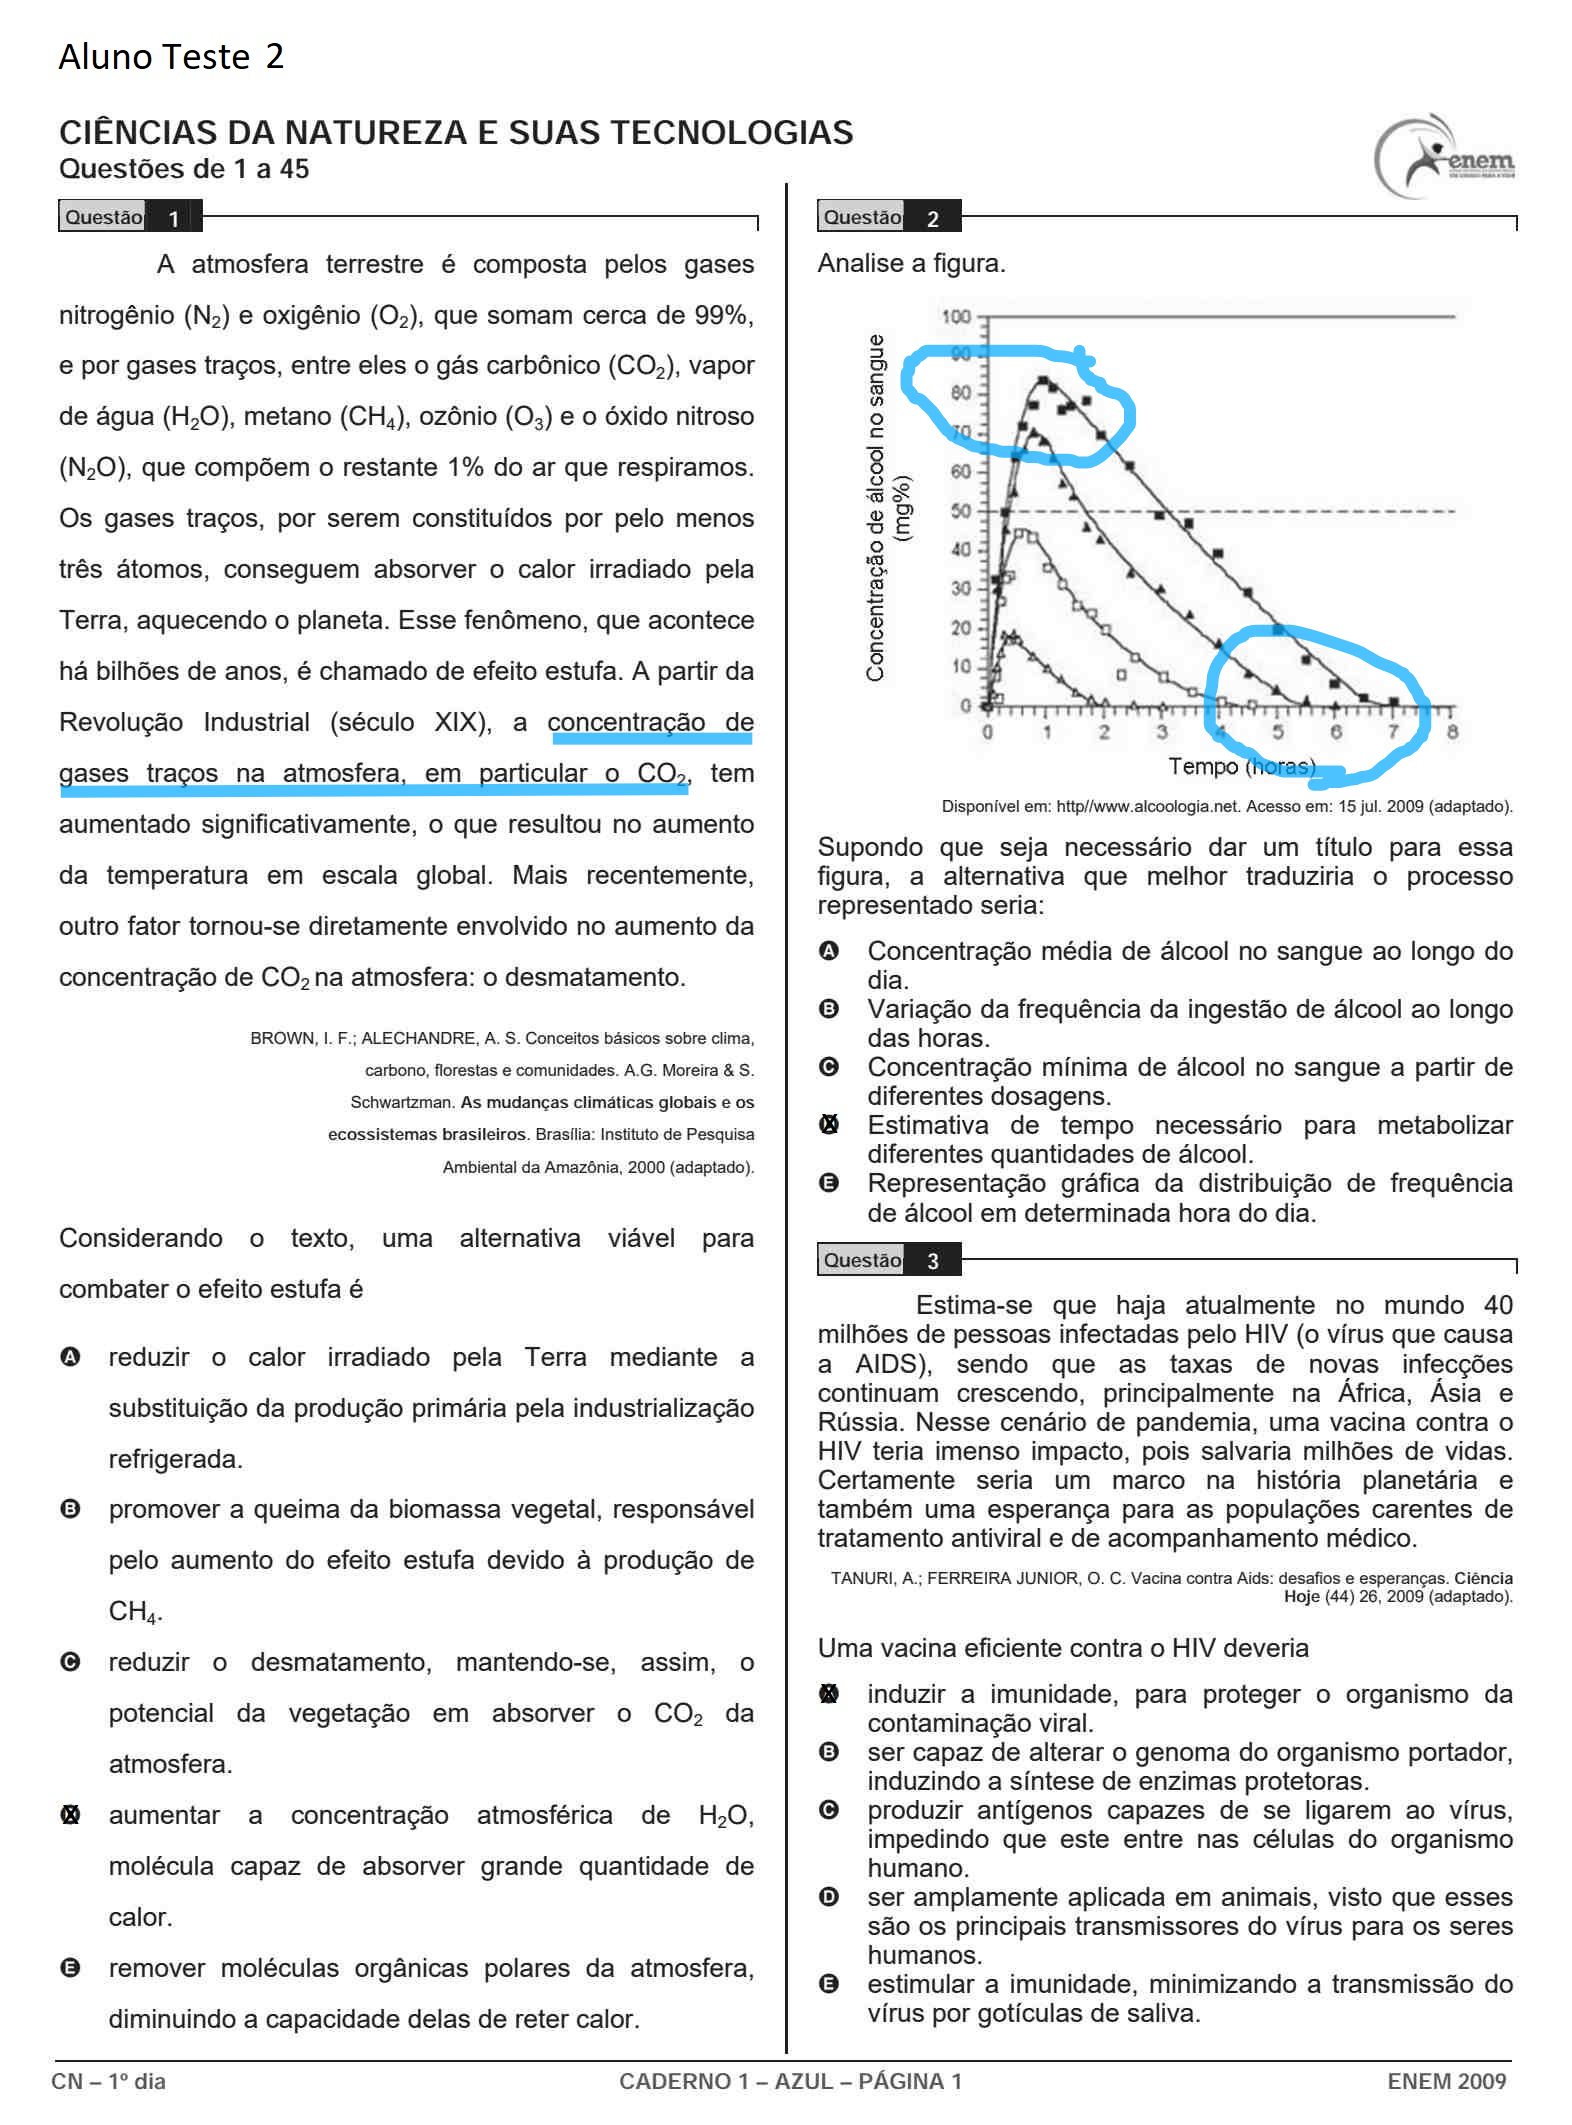 Aluno Teste 2
CIÊNCIAS DA NATUREZA E SUAS TECNOLOGIAS
Questões de 1 a 45
enem
Questão 1
A atmosfera terrestre é composta pelos gases
nitrogênio (N₂) e oxigênio (O₂), que somam cerca de 99%,
e por gases traços, entre eles o gás carbônico (CO₂), vapor
de água (H₂O), metano (CH₄), ozônio (O₃) e o óxido nitroso
(N₂O), que compõem o restante 1% do ar que respiramos.
Os gases traços, por serem constituídos por pelo menos
três átomos, conseguem absorver o calor irradiado pela
Terra, aquecendo o planeta. Esse fenômeno, que acontece
há bilhões de anos, é chamado de efeito estufa. A partir da
Revolução Industrial (século XIX), a concentração de
gases traços na atmosfera, em particular o CO₂, tem
aumentado significativamente, o que resultou no aumento
da temperatura em escala global. Mais recentemente,
outro fator tornou-se diretamente envolvido no aumento da
concentração de CO₂ na atmosfera: o desmatamento.
BROWN, I. F.; ALECHANDRE, A. S. Conceitos básicos sobre clima,
carbono, florestas e comunidades. A.G. Moreira & S.
Schwartzman. As mudanças climáticas globais e os
ecossistemas brasileiros. Brasília: Instituto de Pesquisa
Ambiental da Amazônia, 2000 (adaptado).
Considerando o texto, uma alternativa viável para
combater o efeito estufa é
A reduzir o calor irradiado pela Terra mediante a
substituição da produção primária pela industrialização
refrigerada.
B promover a queima da biomassa vegetal, responsável
pelo aumento do efeito estufa devido à produção de
CH₄.
C reduzir o desmatamento, mantendo-se, assim, o
potencial da vegetação em absorver o CO₂ da
atmosfera.
X aumentar a concentração atmosférica de H₂O,
molécula capaz de absorver grande quantidade de
calor.
E remover moléculas orgânicas polares da atmosfera,
diminuindo a capacidade delas de reter calor.
Questão 2
Analise a figura.
Concentração de álcool no sangue
(mg%)
100
90
80
70
60
50
40
30
20
10
0
0 1 2 3 4 5 6 7 8
Tempo (horas)
Disponível em: http//www.alcoologia.net. Acesso em: 15 jul. 2009 (adaptado).
Supondo que seja necessário dar um título para essa
figura, a alternativa que melhor traduziria o processo
representado seria:
A Concentração média de álcool no sangue ao longo do
dia.
B Variação da frequência da ingestão de álcool ao longo
das horas.
C Concentração mínima de álcool no sangue a partir de
diferentes dosagens.
X Estimativa de tempo necessário para metabolizar
diferentes quantidades de álcool.
E Representação gráfica da distribuição de frequência
de álcool em determinada hora do dia.
Questão 3
Estima-se que haja atualmente no mundo 40
milhões de pessoas infectadas pelo HIV (o vírus que causa
a AIDS), sendo que as taxas de novas infecções
continuam crescendo, principalmente na África, Ásia e
Rússia. Nesse cenário de pandemia, uma vacina contra o
HIV teria imenso impacto, pois salvaria milhões de vidas.
Certamente seria um marco na história planetária e
também uma esperança para as populações carentes de
tratamento antiviral e de acompanhamento médico.
TANURI, A.; FERREIRA JUNIOR, O. C. Vacina contra Aids: desafios e esperanças. Ciência
Hoje (44) 26, 2009 (adaptado).
Uma vacina eficiente contra o HIV deveria
X induzir a imunidade, para proteger o organismo da
contaminação viral.
B ser capaz de alterar o genoma do organismo portador,
induzindo a síntese de enzimas protetoras.
C produzir antígenos capazes de se ligarem ao vírus,
impedindo que este entre nas células do organismo
humano.
D ser amplamente aplicada em animais, visto que esses
são os principais transmissores do vírus para os seres
humanos.
E estimular a imunidade, minimizando a transmissão do
vírus por gotículas de saliva.
CN – 1º dia
CADERNO 1 – AZUL – PÁGINA 1
ENEM 2009